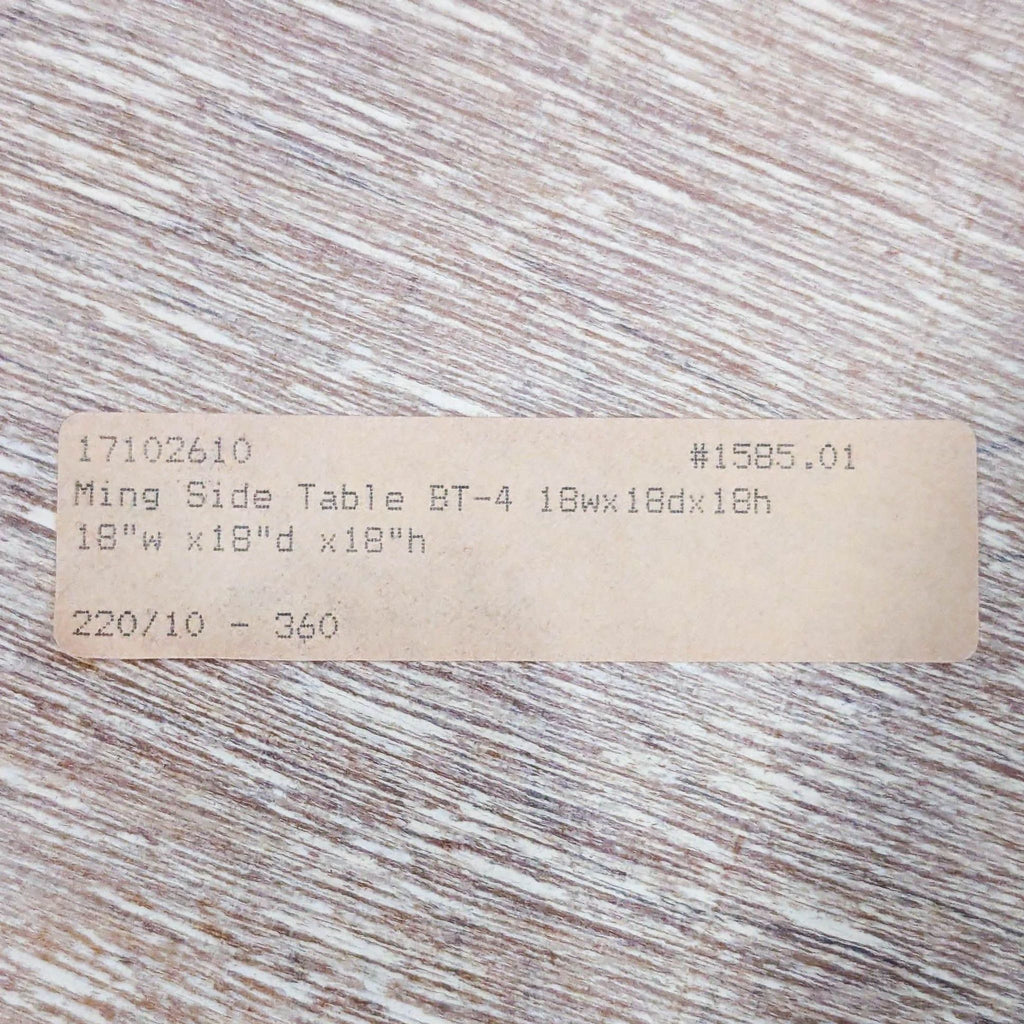 17102610 #1585.01
Ming Side Table BT-4 18wx18dx18h
18"w x18"d x18"h
220/10 - 360